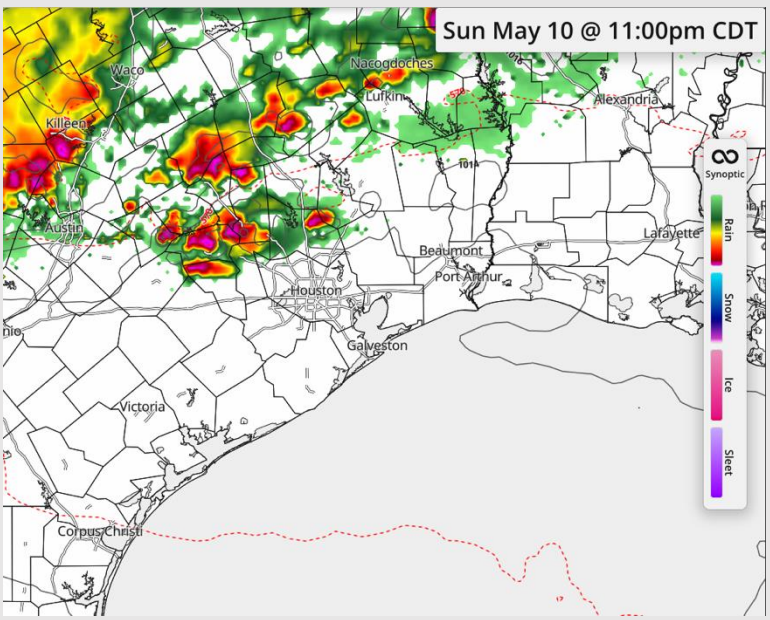 Sun May 10 @ 11:00pm CDT
Waco
Nacogdoches
Lufkin
Alexandria
Killeen
Synoptic
Austin
Rain
Lafayette
Beaumont
Port Arthur
Houston
Snow
nio
Galveston
Ice
Victoria
Sleet
Corpus Christi